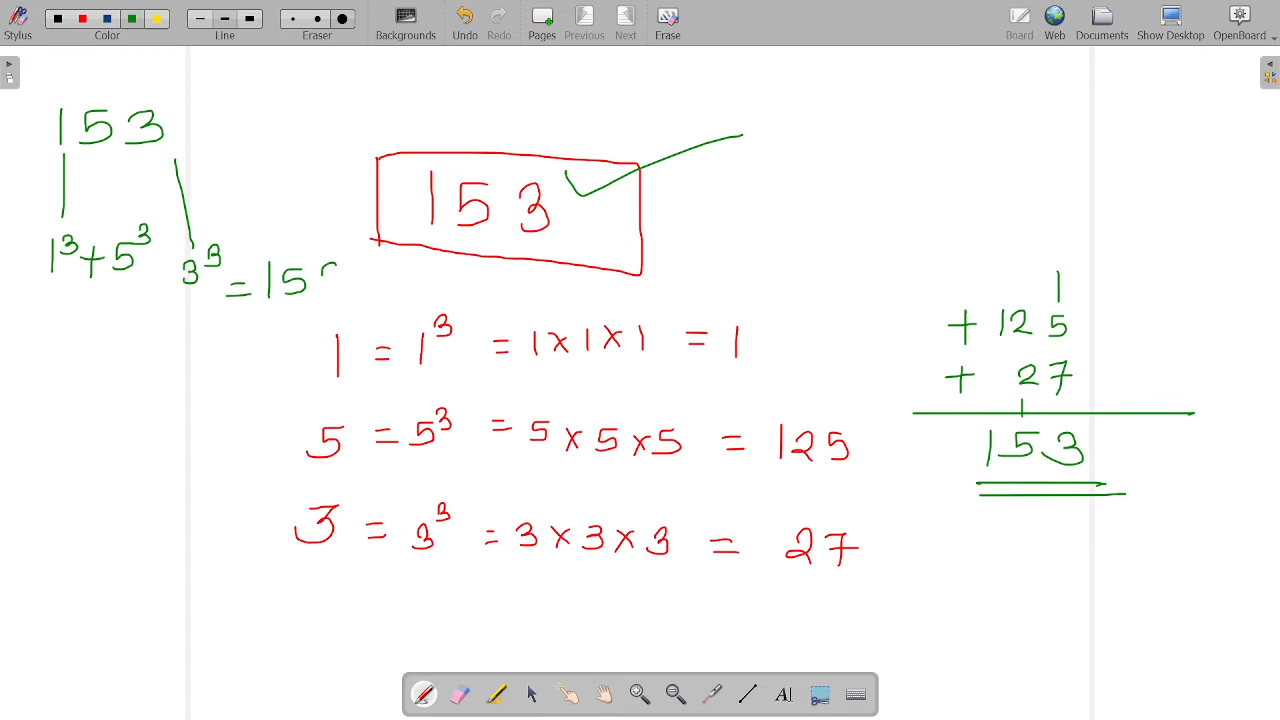 Stylus Color Line Eraser Backgrounds Undo Redo Pages Previous Next Erase Board Web Documents Show Desktop OpenBoard
153
1³+5³ 3³ = 15
153
1 = 1³ = 1×1×1 = 1
5 = 5³ = 5×5×5 = 125
3 = 3³ = 3×3×3 = 27
1
+ 125
+ 27
1
153